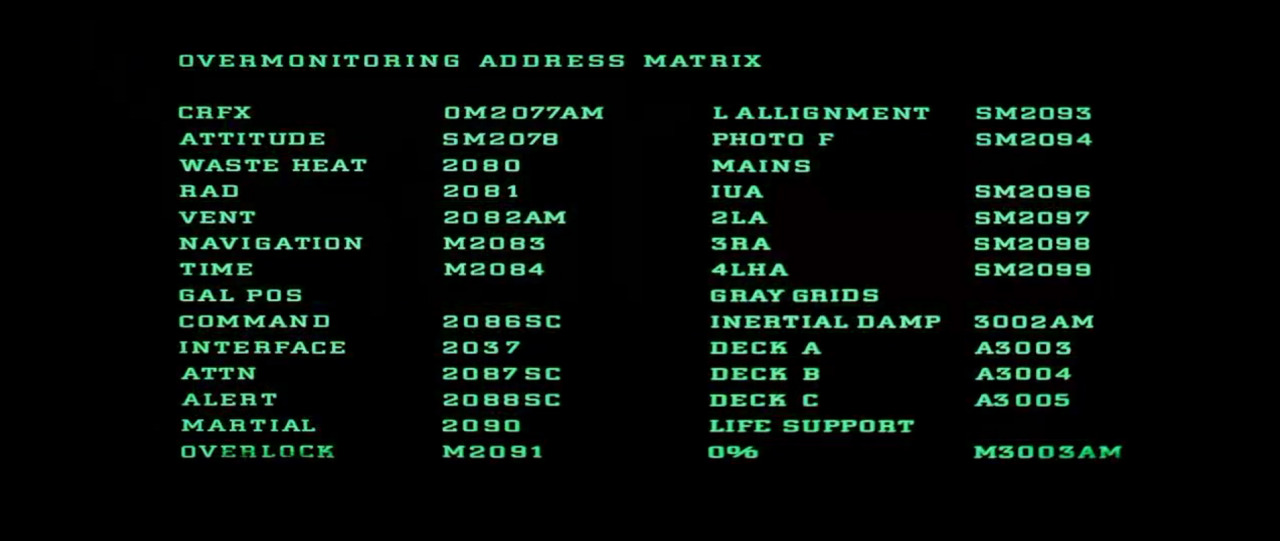 OVERMONITORING ADDRESS MATRIX
CRFX 0M2077AM L ALLIGNMENT SM2093
ATTITUDE SM2078 PHOTO F SM2094
WASTE HEAT 2080 MAINS
RAD 2081 IUA SM2096
VENT 2082AM 2LA SM2097
NAVIGATION M2083 3RA SM2098
TIME M2084 4LHA SM2099
GAL POS GRAY GRIDS
COMMAND 2086SC INERTIAL DAMP 3002AM
INTERFACE 2037 DECK A A3003
ATTN 2087SC DECK B A3004
ALERT 2088SC DECK C A3005
MARTIAL 2090 LIFE SUPPORT
OVERLOCK M2091 0% M3003AM